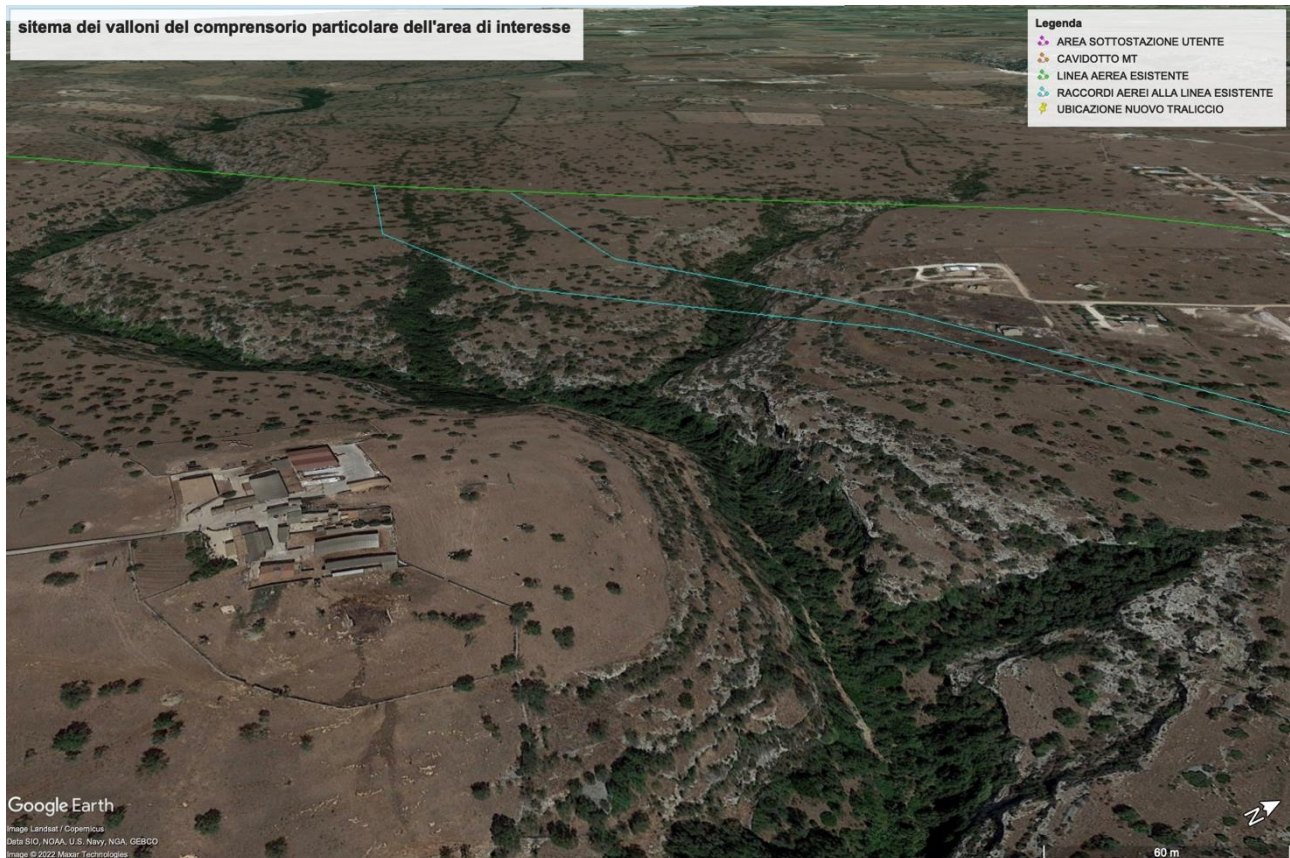 sitema dei valloni del comprensorio particolare dell'area di interesse
Legenda
AREA SOTTOSTAZIONE UTENTE
CAVIDOTTO MT
LINEA AEREA ESISTENTE
RACCORDI AEREI ALLA LINEA ESISTENTE
UBICAZIONE NUOVO TRALICCIO
Google Earth
Image Landsat / Copernicus
Data SIO, NOAA, U.S. Navy, NGA, GEBCO
Image © 2022 Maxar Technologies
N
60 m